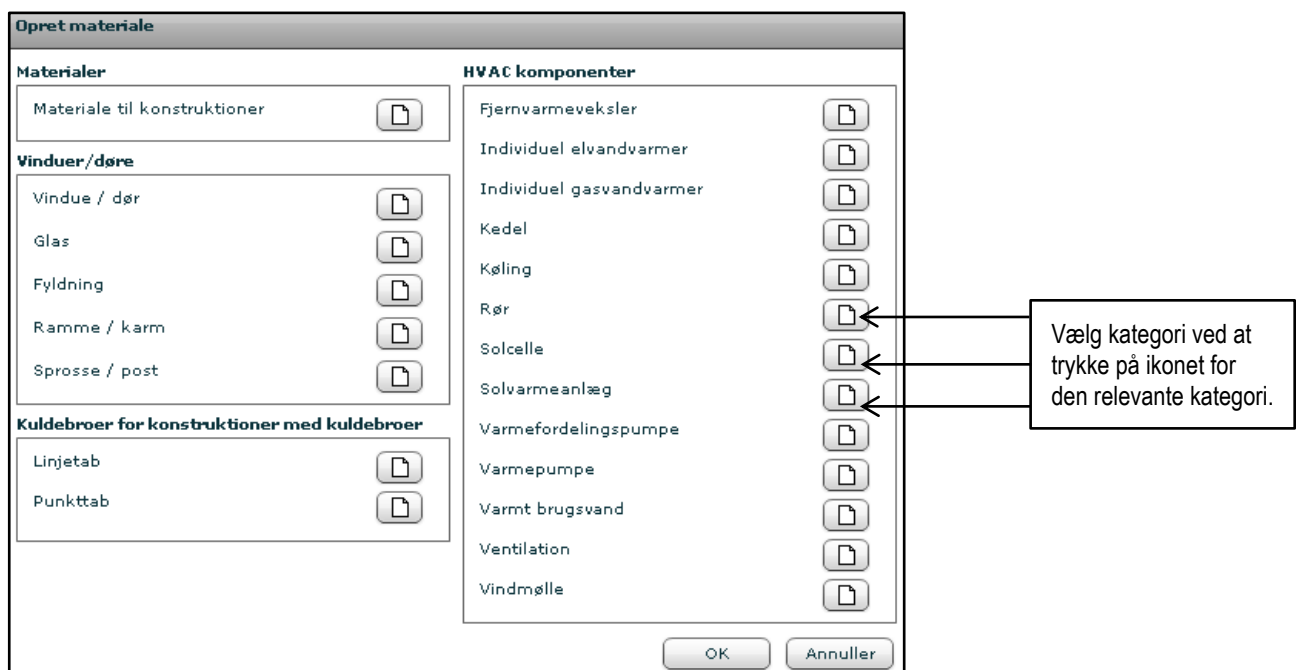 Opret materiale
Materialer
Materiale til konstruktioner
Vinduer/døre
Vindue / dør
Glas
Fyldning
Ramme / karm
Sprosse / post
Kuldebroer for konstruktioner med kuldebroer
Linjetab
Punkttab
HVAC komponenter
Fjernvarmeveksler
Individuel elvandvarmer
Individuel gasvandvarmer
Kedel
Køling
Rør
Solcelle
Solvarmeanlæg
Varmefordelingspumpe
Varmepumpe
Varmt brugsvand
Ventilation
Vindmølle
OK
Annuller
Vælg kategori ved at
trykke på ikonet for
den relevante kategori.